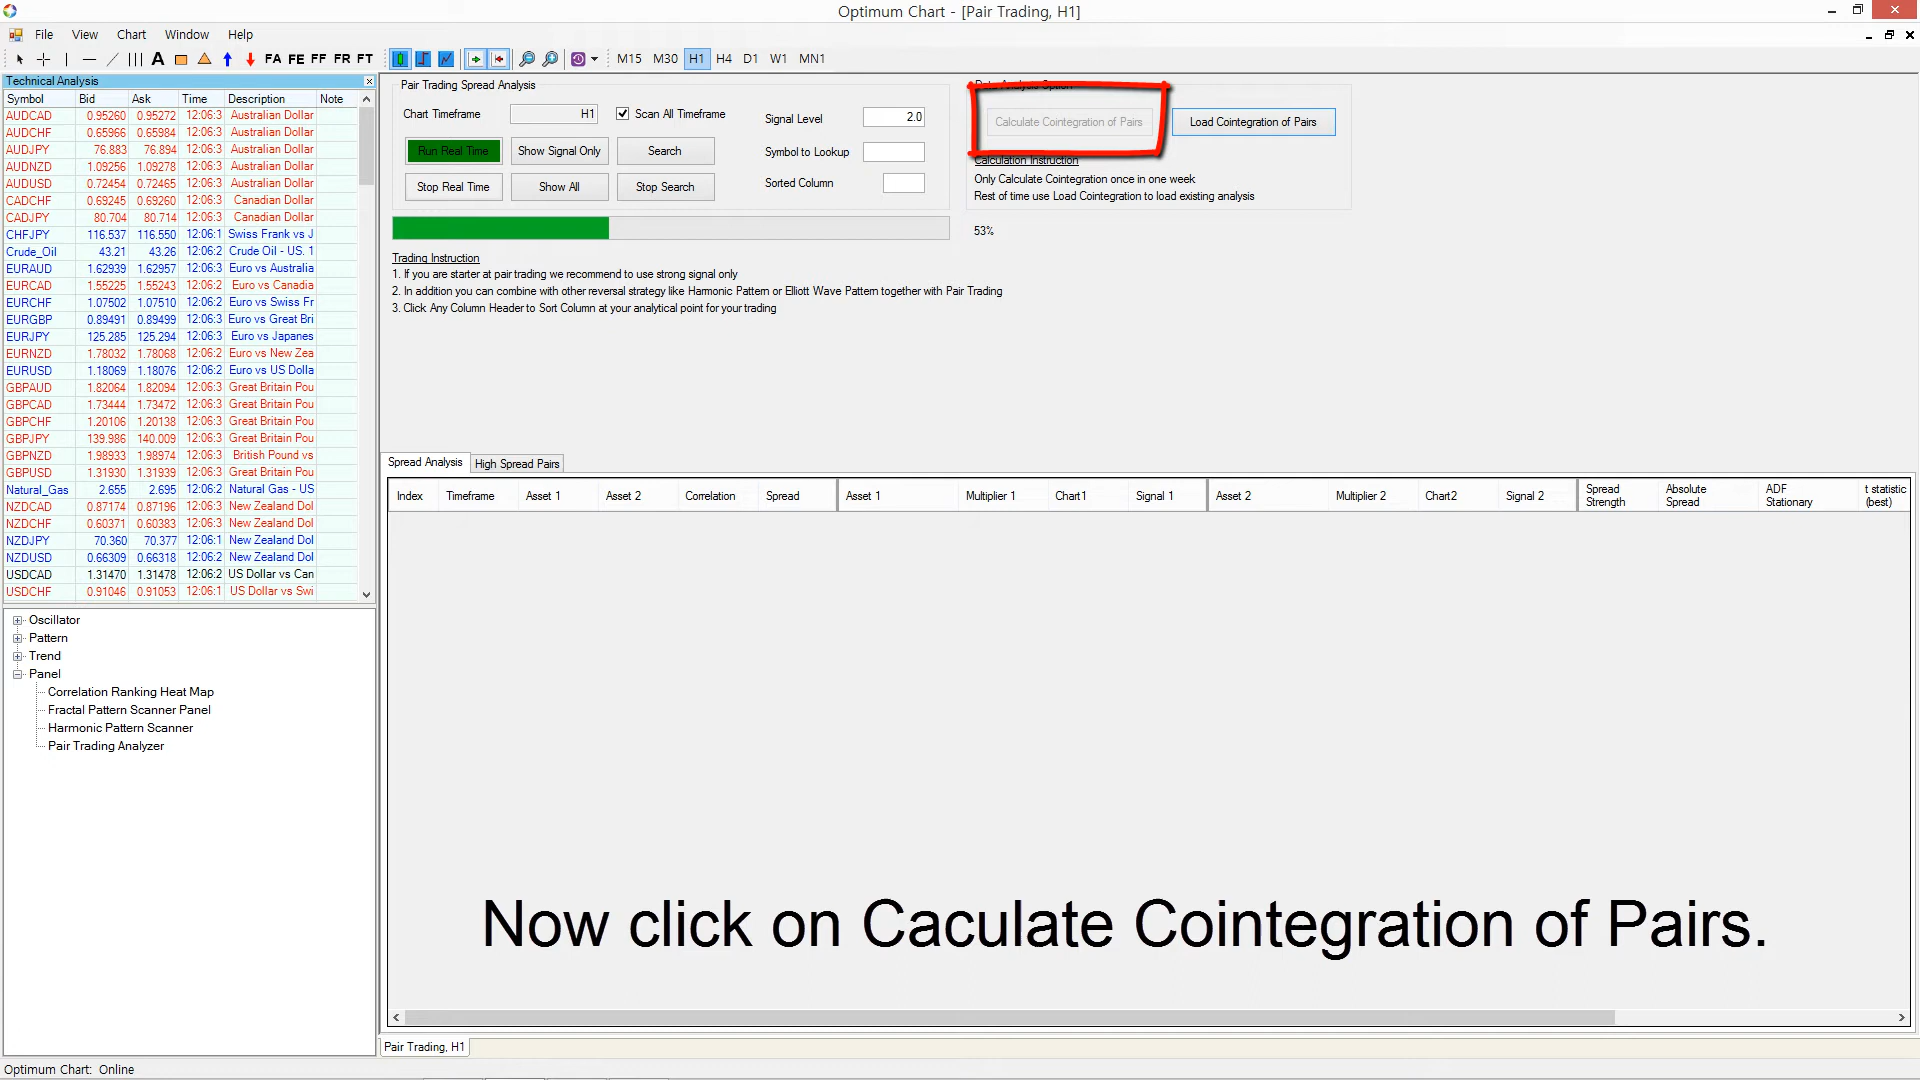 Optimum Chart - [Pair Trading, H1]
File View Chart Window Help
A FA FE FF FR FT M15 M30 H1 H4 D1 W1 MN1
Technical Analysis
Symbol Bid Ask Time Description Note
AUDCAD 0.95260 0.95272 12:06:3 Australian Dollar
AUDCHF 0.65966 0.65984 12:06:3 Australian Dollar
AUDJPY 76.883 76.894 12:06:3 Australian Dollar
AUDNZD 1.09256 1.09278 12:06:3 Australian Dollar
AUDUSD 0.72454 0.72465 12:06:3 Australian Dollar
CADCHF 0.69245 0.69260 12:06:3 Canadian Dollar
CADJPY 80.704 80.714 12:06:3 Canadian Dollar
CHFJPY 116.537 116.550 12:06:1 Swiss Frank vs J
Crude_Oil 43.21 43.26 12:06:2 Crude Oil - US. 1
EURAUD 1.62939 1.62957 12:06:3 Euro vs Australia
EURCAD 1.55225 1.55243 12:06:2 Euro vs Canadia
EURCHF 1.07502 1.07510 12:06:2 Euro vs Swiss Fr
EURGBP 0.89491 0.89499 12:06:3 Euro vs Great Bri
EURJPY 125.285 125.294 12:06:3 Euro vs Japanes
EURNZD 1.78032 1.78068 12:06:2 Euro vs New Zea
EURUSD 1.18069 1.18076 12:06:2 Euro vs US Dolla
GBPAUD 1.82064 1.82094 12:06:3 Great Britain Pou
GBPCAD 1.73444 1.73472 12:06:3 Great Britain Pou
GBPCHF 1.20106 1.20138 12:06:3 Great Britain Pou
GBPJPY 139.986 140.009 12:06:3 Great Britain Pou
GBPNZD 1.98933 1.98974 12:06:3 British Pound vs
GBPUSD 1.31930 1.31939 12:06:3 Great Britain Pou
Natural_Gas 2.655 2.695 12:06:2 Natural Gas - US
NZDCAD 0.87174 0.87196 12:06:3 New Zealand Dol
NZDCHF 0.60371 0.60383 12:06:3 New Zealand Dol
NZDJPY 70.360 70.377 12:06:1 New Zealand Dol
NZDUSD 0.66309 0.66318 12:06:2 New Zealand Dol
USDCAD 1.31470 1.31478 12:06:2 US Dollar vs Can
USDCHF 0.91046 0.91053 12:06:1 US Dollar vs Swi
Oscillator
Pattern
Trend
Panel
Correlation Ranking Heat Map
Fractal Pattern Scanner Panel
Harmonic Pattern Scanner
Pair Trading Analyzer
Pair Trading Spread Analysis
Chart Timeframe H1 Scan All Timeframe Signal Level 2.0
Run Real Time Show Signal Only Search Symbol to Lookup
Stop Real Time Show All Stop Search Sorted Column
Data Analysis Option
Calculate Cointegration of Pairs Load Cointegration of Pairs
Calculation Instruction
Only Calculate Cointegration once in one week
Rest of time use Load Cointegration to load existing analysis
53%
Trading Instruction
1. If you are starter at pair trading we recommend to use strong signal only
2. In addition you can combine with other reversal strategy like Harmonic Pattern or Elliott Wave Pattern together with Pair Trading
3. Click Any Column Header to Sort Column at your analytical point for your trading
Spread Analysis High Spread Pairs
Index Timeframe Asset 1 Asset 2 Correlation Spread Asset 1 Multiplier 1 Chart1 Signal 1 Asset 2 Multiplier 2 Chart2 Signal 2 Spread Strength Absolute Spread ADF Stationary t statistic (best)
Now click on Caculate Cointegration of Pairs.
Pair Trading, H1
Optimum Chart: Online